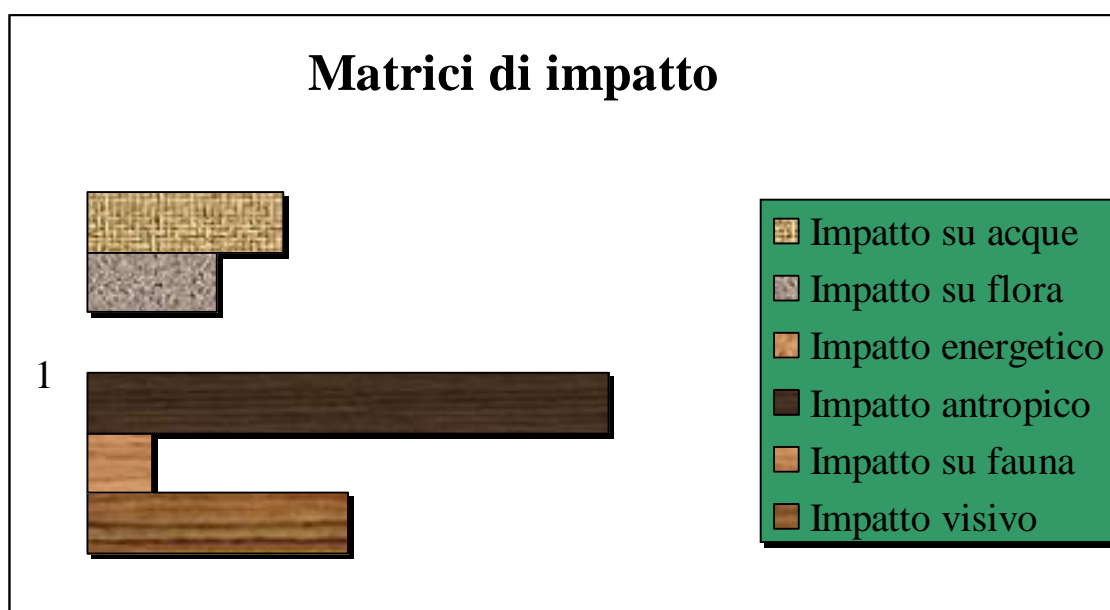 Matrici di impatto
1
Impatto su acque
Impatto su flora
Impatto energetico
Impatto antropico
Impatto su fauna
Impatto visivo